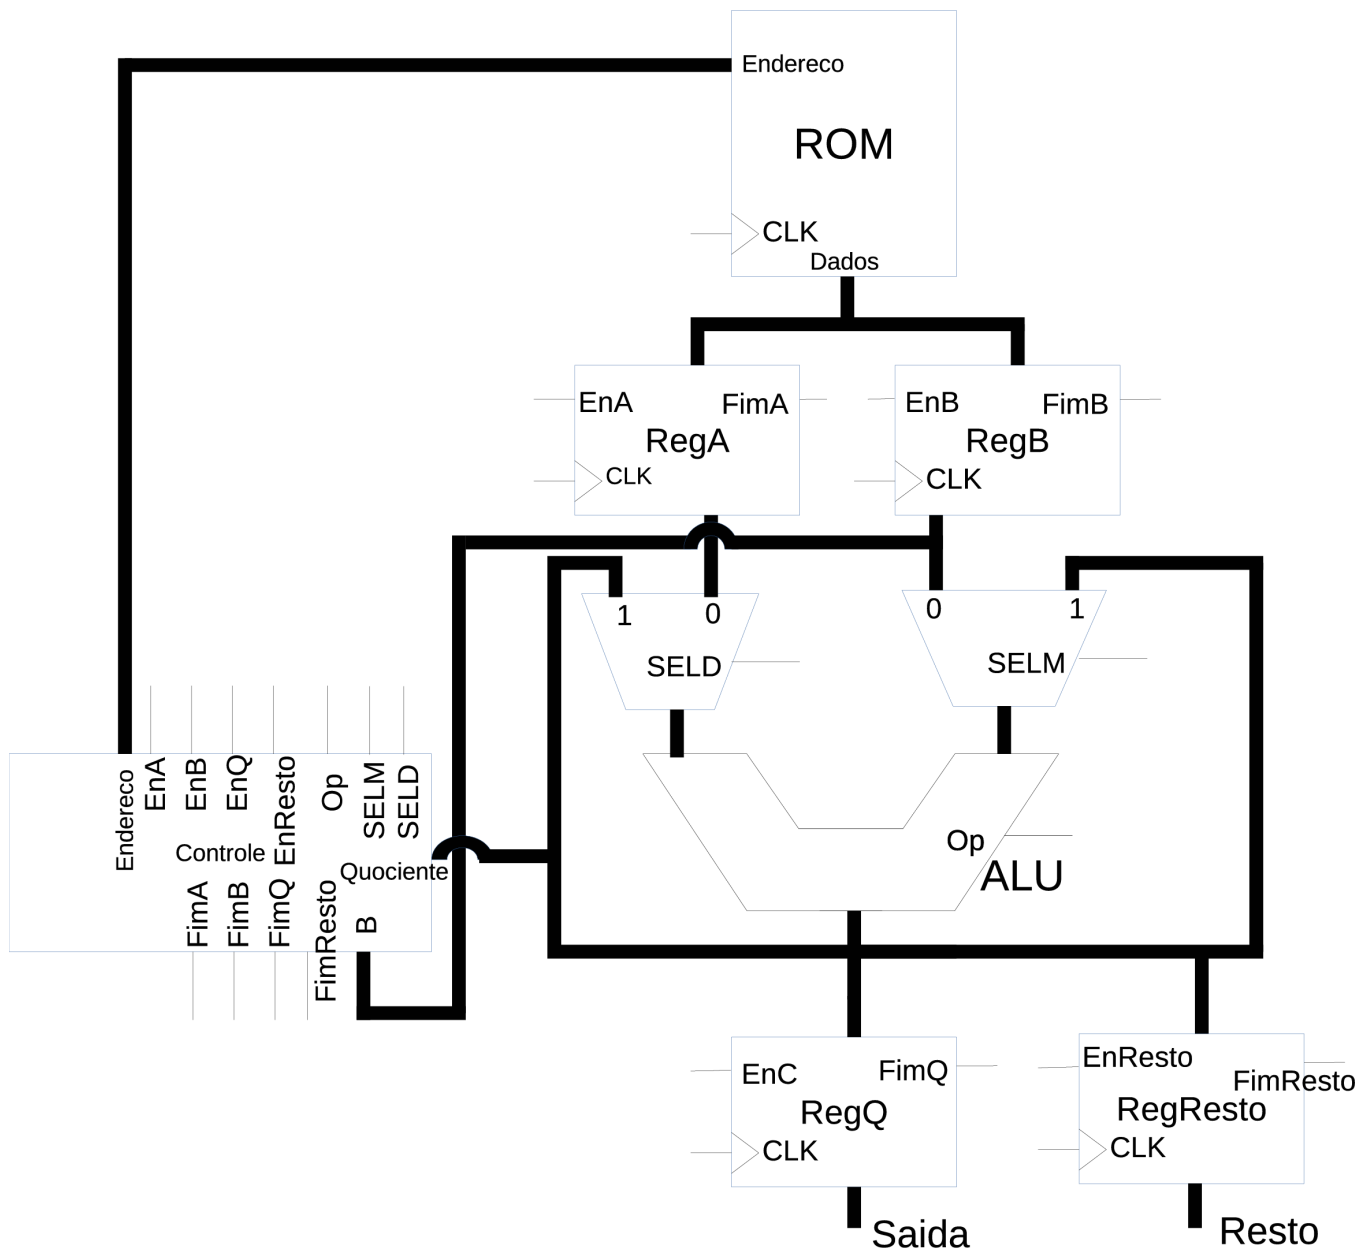 Endereco
ROM
CLK
Dados
EnA
FimA
RegA
CLK
EnB
FimB
RegB
CLK
1
0
SELD
0
1
SELM
Endereco
EnA
EnB
EnQ
EnResto
Op
SELM
SELD
Controle
Quociente
FimA
FimB
FimQ
FimResto
B
Op
ALU
EnC
FimQ
RegQ
CLK
Saida
EnResto
FimResto
RegResto
CLK
Resto